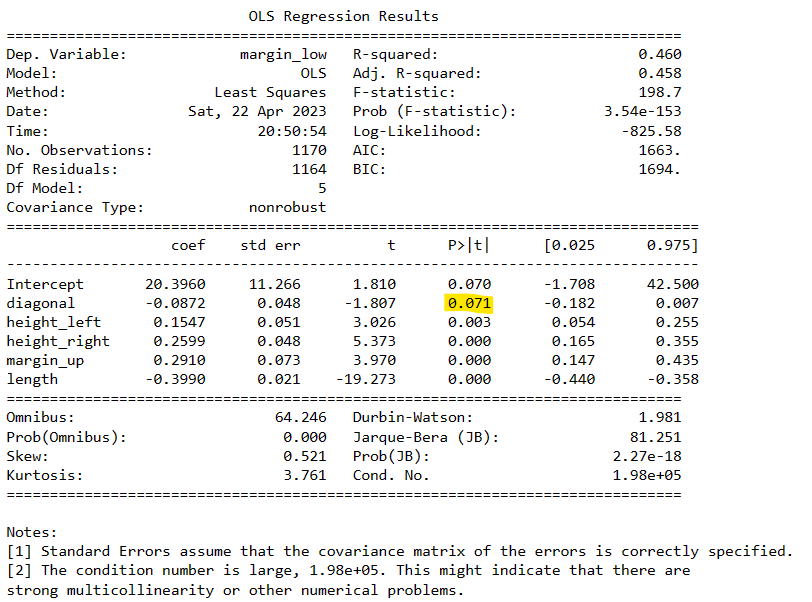 OLS Regression Results
==============================================================================
Dep. Variable: margin_low R-squared: 0.460
Model: OLS Adj. R-squared: 0.458
Method: Least Squares F-statistic: 198.7
Date: Sat, 22 Apr 2023 Prob (F-statistic): 3.54e-153
Time: 20:50:54 Log-Likelihood: -825.58
No. Observations: 1170 AIC: 1663.
Df Residuals: 1164 BIC: 1694.
Df Model: 5
Covariance Type: nonrobust
================================================================================
coef std err t P>|t| [0.025 0.975]
--------------------------------------------------------------------------------
Intercept 20.3960 11.266 1.810 0.070 -1.708 42.500
diagonal -0.0872 0.048 -1.807 0.071 -0.182 0.007
height_left 0.1547 0.051 3.026 0.003 0.054 0.255
height_right 0.2599 0.048 5.373 0.000 0.165 0.355
margin_up 0.2910 0.073 3.970 0.000 0.147 0.435
length -0.3990 0.021 -19.273 0.000 -0.440 -0.358
==============================================================================
Omnibus: 64.246 Durbin-Watson: 1.981
Prob(Omnibus): 0.000 Jarque-Bera (JB): 81.251
Skew: 0.521 Prob(JB): 2.27e-18
Kurtosis: 3.761 Cond. No. 1.98e+05
==============================================================================
Notes:
[1] Standard Errors assume that the covariance matrix of the errors is correctly specified.
[2] The condition number is large, 1.98e+05. This might indicate that there are
strong multicollinearity or other numerical problems.